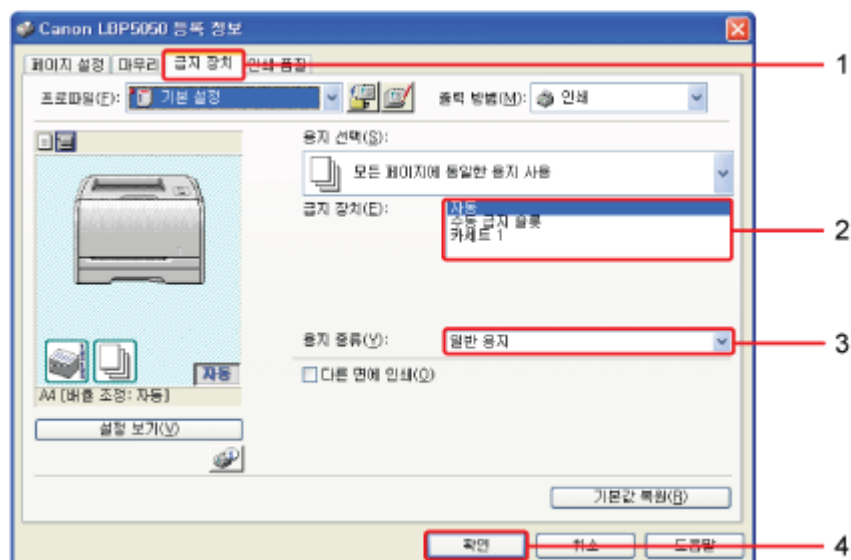 Canon LBP5050 등록 정보
페이지 설정 마무리 급지 장치 인쇄 품질 1
프로파일(F): 기본 설정 출력 방법(M): 인쇄
용지 선택(S):
모든 페이지에 동일한 용지 사용
급지 장치(E): 자동
수동 급지 슬롯
카세트 1
2
용지 종류(Y): 일반 용지 3
자동
다른 면에 인쇄(O)
A4 [배율 조정: 자동]
설정 보기(V)
기본값 복원(R)
확인 취소 도움말 4